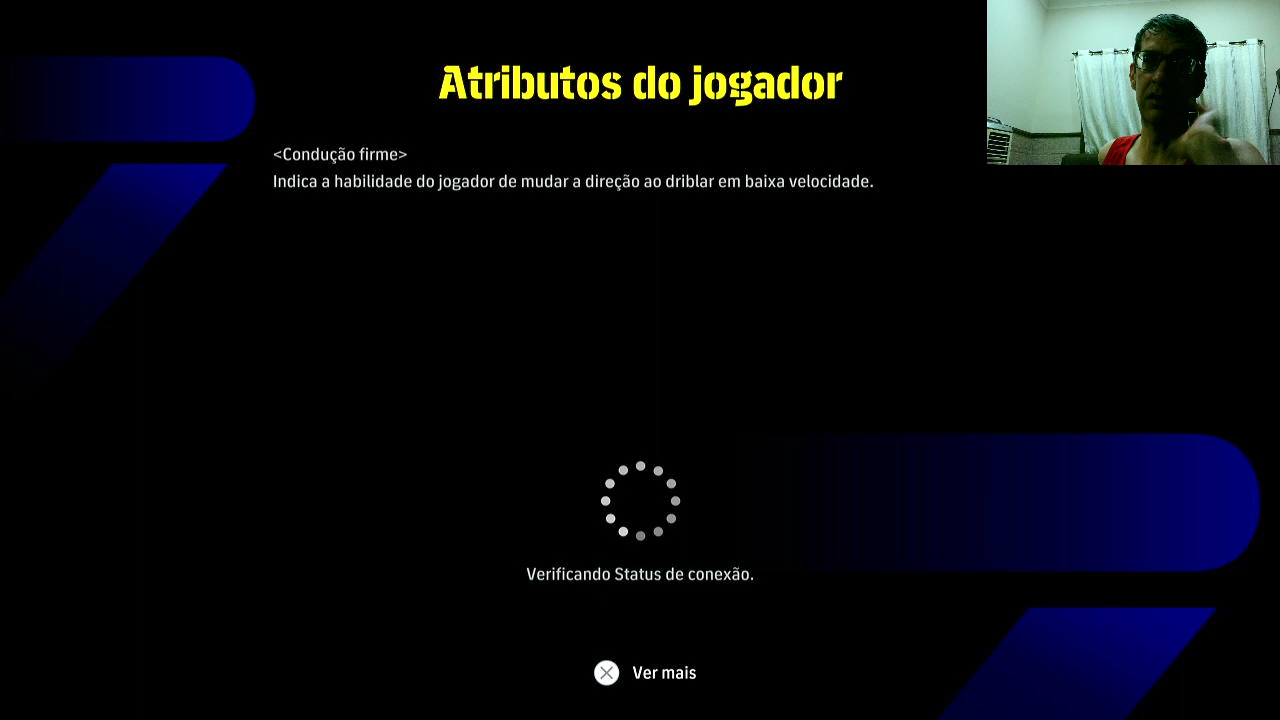 Atributos do jogador
<Condução firme>
Indica a habilidade do jogador de mudar a direção ao driblar em baixa velocidade.
Verificando Status de conexão.
Ver mais